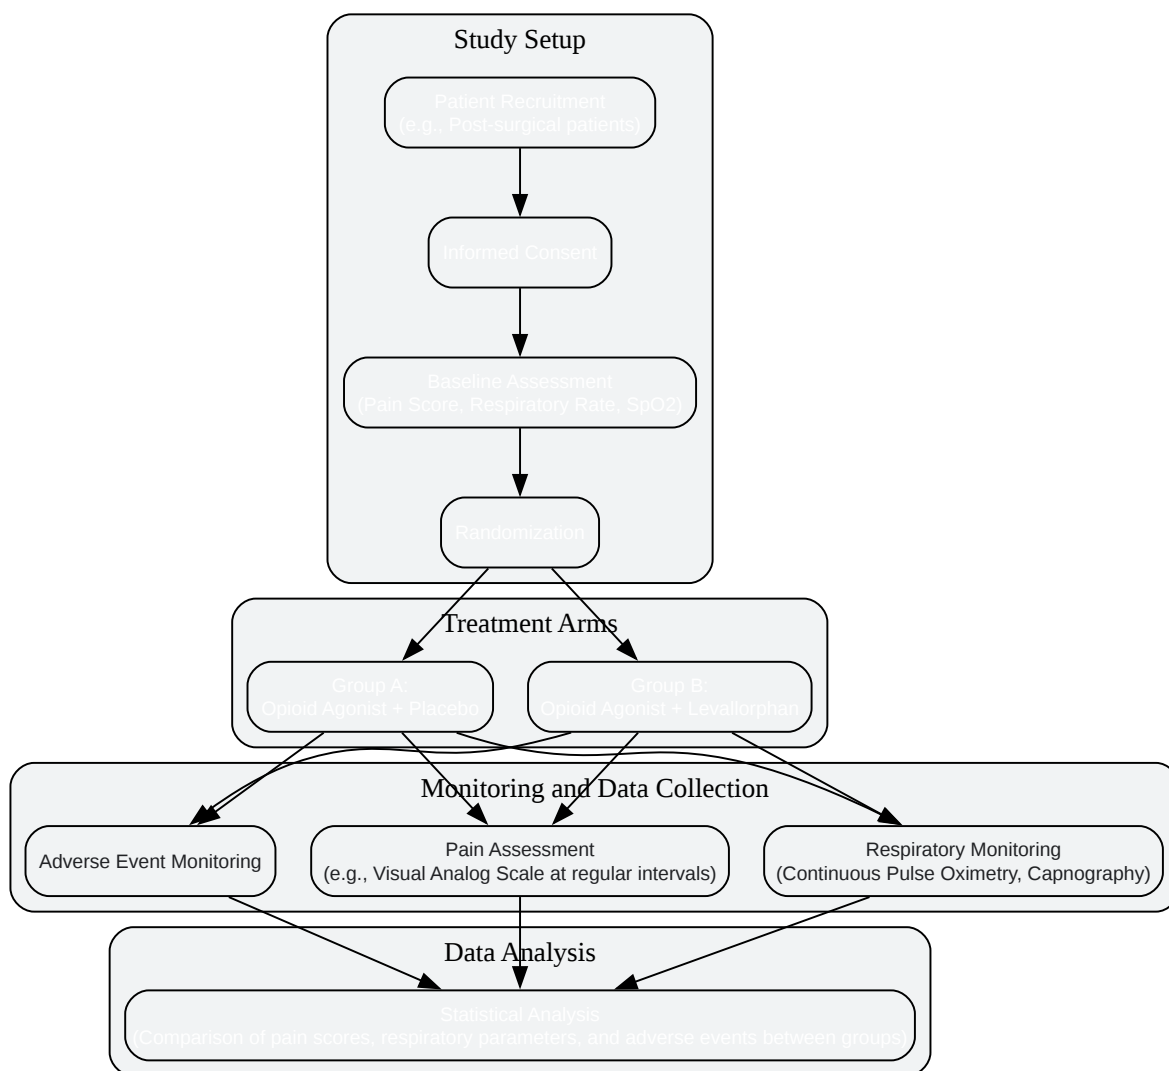 Study Setup
Patient Recruitment
(e.g., Post-surgical patients)
Informed Consent
Baseline Assessment
(Pain Score, Respiratory Rate, SpO2)
Randomization
Treatment Arms
Group A:
Opioid Agonist + Placebo
Group B:
Opioid Agonist + Levallorphan
Monitoring and Data Collection
Adverse Event Monitoring
Pain Assessment
(e.g., Visual Analog Scale at regular intervals)
Respiratory Monitoring
(Continuous Pulse Oximetry, Capnography)
Data Analysis
Statistical Analysis
(Comparison of pain scores, respiratory parameters, and adverse events between groups)